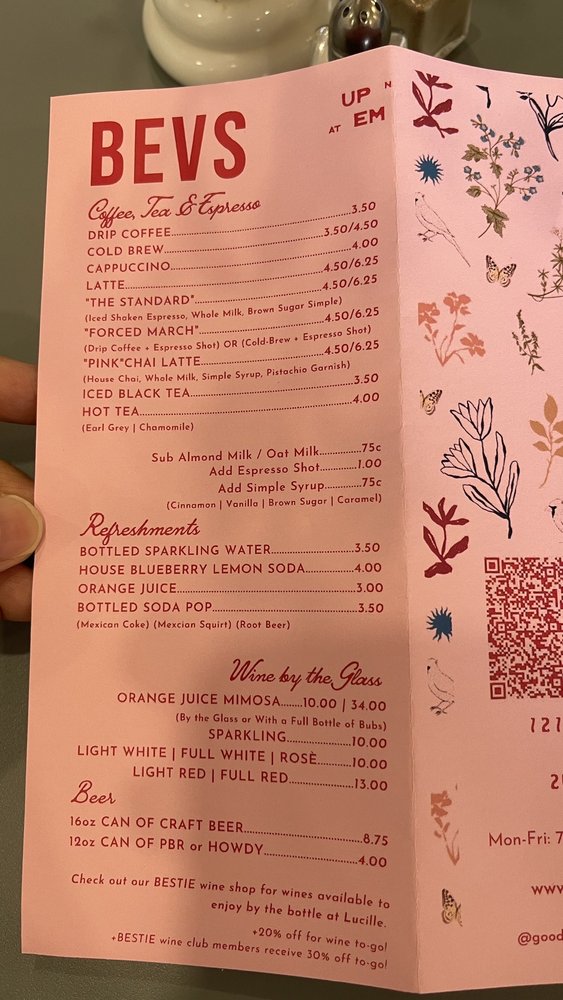 UP N
AT EM
BEVS
Coffee, Tea & Espresso
DRIP COFFEE 3.50
COLD BREW 3.50/4.50
CAPPUCCINO 4.00
LATTE 4.50/6.25
"THE STANDARD" 4.50/6.25
(Iced Shaken Espresso, Whole Milk, Brown Sugar Simple)
"FORCED MARCH" 4.50/6.25
(Drip Coffee + Espresso Shot) OR (Cold-Brew + Espresso Shot)
"PINK"CHAI LATTE 4.50/6.25
(House Chai, Whole Milk, Simple Syrup, Pistachio Garnish)
ICED BLACK TEA 3.50
HOT TEA 4.00
(Earl Grey | Chamomile)
Sub Almond Milk / Oat Milk 75c
Add Espresso Shot 1.00
Add Simple Syrup 75c
(Cinnamon | Vanilla | Brown Sugar | Caramel)
Refreshments
BOTTLED SPARKLING WATER 3.50
HOUSE BLUEBERRY LEMON SODA 4.00
ORANGE JUICE 3.00
BOTTLED SODA POP 3.50
(Mexican Coke) (Mexcian Squirt) (Root Beer)
Wine by the Glass
ORANGE JUICE MIMOSA 10.00 | 34.00
(By the Glass or With a Full Bottle of Bubs)
SPARKLING 10.00
LIGHT WHITE | FULL WHITE | ROSÈ 10.00
LIGHT RED | FULL RED 13.00
Beer
16oz CAN OF CRAFT BEER 8.75
12oz CAN OF PBR or HOWDY 4.00
Check out our BESTIE wine shop for wines available to
enjoy by the bottle at Lucille.
+20% off for wine to-go!
+BESTIE wine club members receive 30% off to-go!
121
Mon-Fri: 7
www.
@good